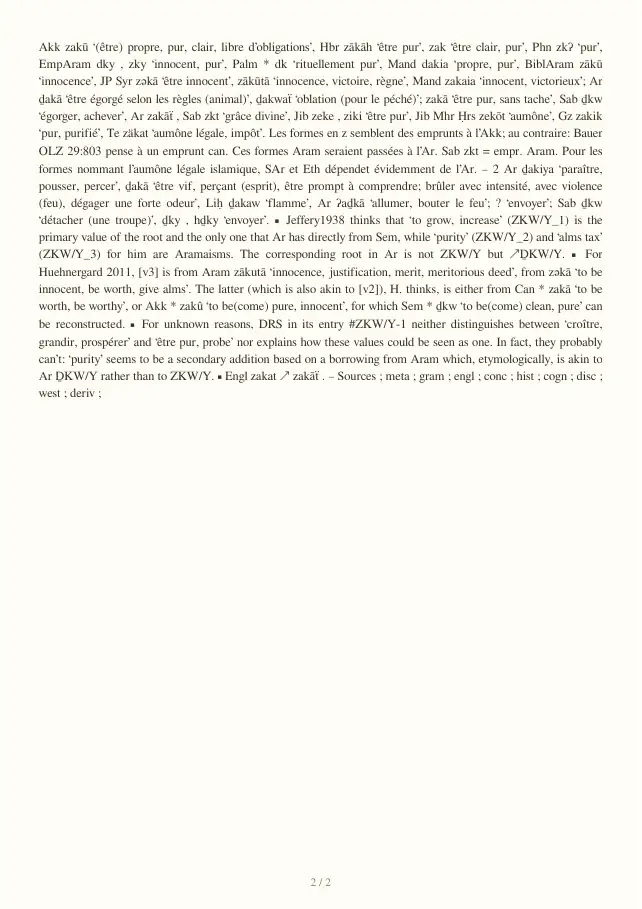 Akk zakū ‘(être) propre, pur, clair, libre d’obligations’, Hbr zākāh ‘être pur’, zak ‘être clair, pur’, Phn zkʔ ‘pur’,
EmpAram dky , zky ‘innocent, pur’, Palm * dk ‘rituellement pur’, Mand dakia ‘propre, pur’, BiblAram zākū
‘innocence’, JP Syr zəkā ‘être innocent’, zākūtā ‘innocence, victoire, règne’, Mand zakaia ‘innocent, victorieux’; Ar
ḏakā ‘être égorgé selon les règles (animal)’, ḏakwaẗ ‘oblation (pour le péché)’; zakā ‘être pur, sans tache’, Sab ḏkw
‘égorger, achever’, Ar zakāẗ , Sab zkt ‘grâce divine’, Jib zeke , ziki ‘être pur’, Jib Mhr Ḥrs zekōt ‘aumône’, Gz zakik
‘pur, purifié’, Te zäkat ‘aumône légale, impôt’. Les formes en z semblent des emprunts à l’Akk; au contraire: Bauer
OLZ 29:803 pense à un emprunt can. Ces formes Aram seraient passées à l’Ar. Sab zkt = empr. Aram. Pour les
formes nommant l’aumône légale islamique, SAr et Eth dépendet évidemment de l’Ar. – 2 Ar ḏakiya ‘paraître,
pousser, percer’, ḏakā ‘être vif, perçant (esprit), être prompt à comprendre; brûler avec intensité, avec violence
(feu), dégager une forte odeur’, Liḥ ḏakaw ‘flamme’, Ar ʔaḏkā ‘allumer, bouter le feu’; ? ‘envoyer’; Sab ḏkw
‘détacher (une troupe)’, ḏky , hḏky ‘envoyer’. ▪ Jeffery1938 thinks that ‘to grow, increase’ (ZKW/Y_1) is the
primary value of the root and the only one that Ar has directly from Sem, while ‘purity’ (ZKW/Y_2) and ‘alms tax’
(ZKW/Y_3) for him are Aramaisms. The corresponding root in Ar is not ZKW/Y but ↗ḎKW/Y. ▪ For
Huehnergard 2011, [v3] is from Aram zākutā ‘innocence, justification, merit, meritorious deed’, from zəkā ‘to be
innocent, be worth, give alms’. The latter (which is also akin to [v2]), H. thinks, is either from Can * zakā ‘to be
worth, be worthy’, or Akk * zakû ‘to be(come) pure, innocent’, for which Sem * ḏkw ‘to be(come) clean, pure’ can
be reconstructed. ▪ For unknown reasons, DRS in its entry #ZKW/Y-1 neither distinguishes between ‘croître,
grandir, prospérer’ and ‘être pur, probe’ nor explains how these values could be seen as one. In fact, they probably
can’t: ‘purity’ seems to be a secondary addition based on a borrowing from Aram which, etymologically, is akin to
Ar ḎKW/Y rather than to ZKW/Y. ▪ Engl zakat ↗ zakāẗ . – Sources ; meta ; gram ; engl ; conc ; hist ; cogn ; disc ;
west ; deriv ;
2 / 2